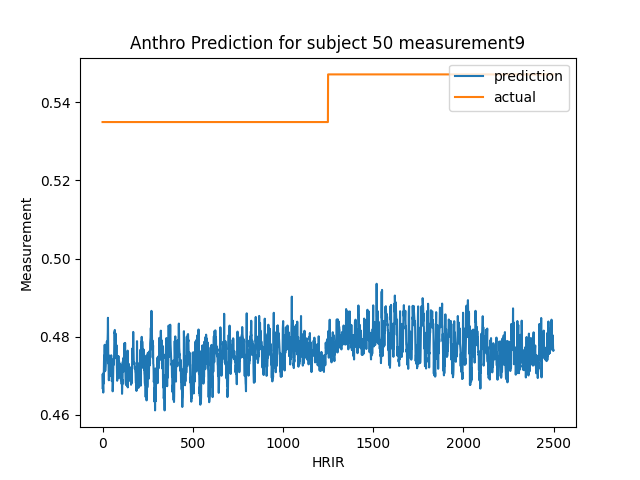 Anthro Prediction for subject 50 measurement9
prediction
actual
0.54
0.52
0.50
0.48
0.46
Measurement
0
500
1000
1500
2000
2500
HRIR